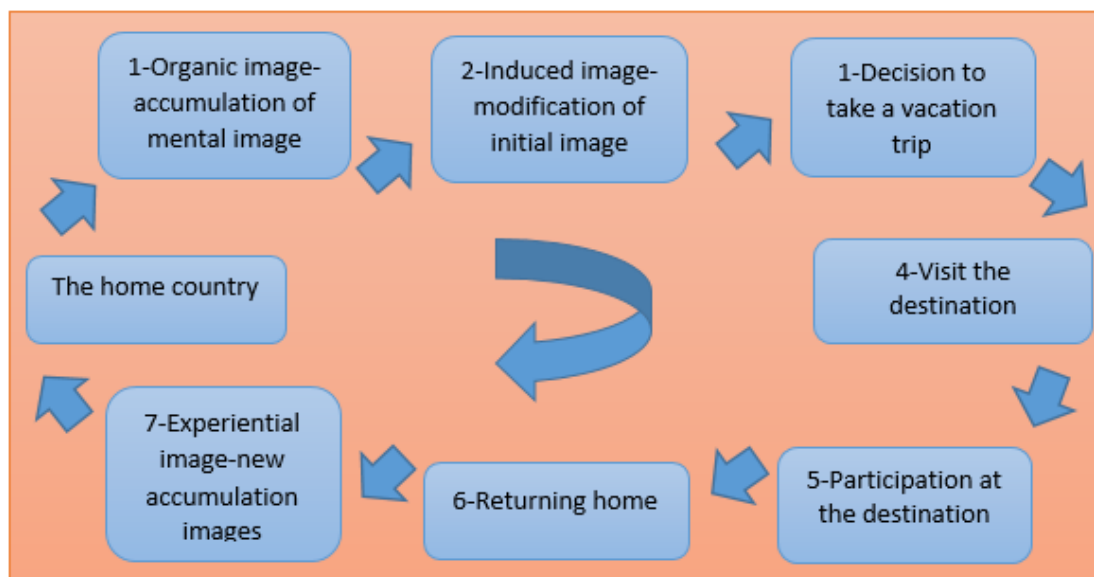 1-Organic image-
accumulation of
mental image
2-Induced image-
modification of
initial image
1-Decision to
take a vacation
trip
4-Visit the
destination
5-Participation at
the destination
6-Returning home
7-Experiential
image-new
accumulation
images
The home country